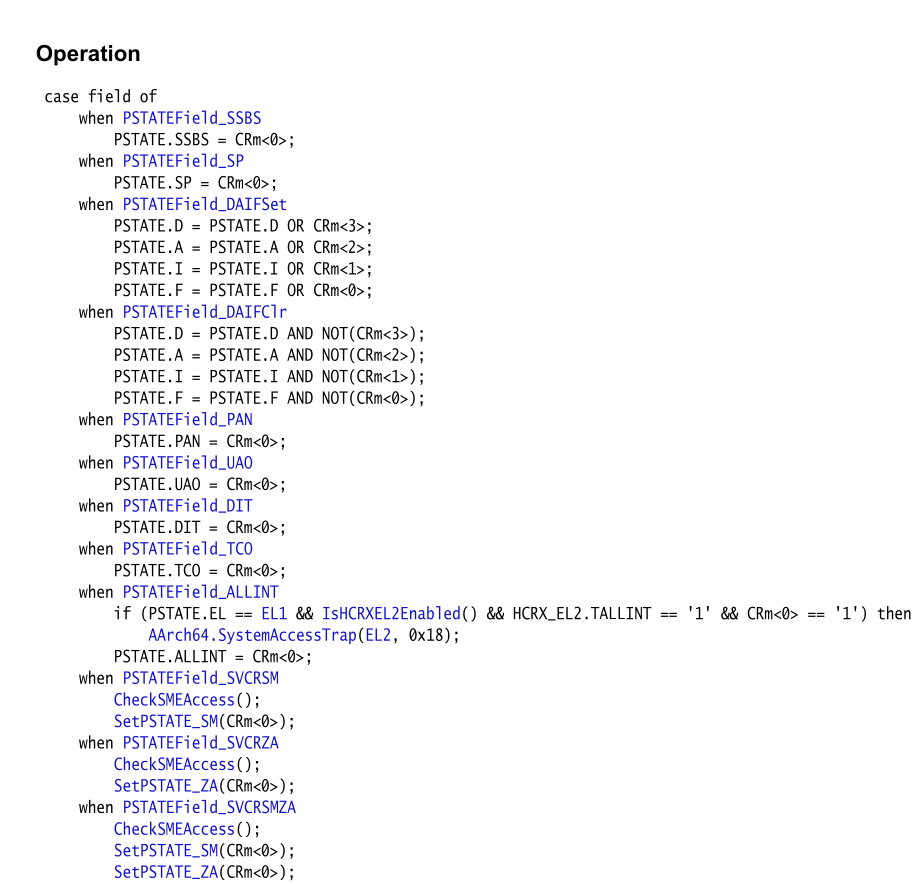 Operation
case field of
when PSTATEField_SSBS
PSTATE.SSBS = CRm<0>;
when PSTATEField_SP
PSTATE.SP = CRm<0>;
when PSTATEField_DAIFSet
PSTATE.D = PSTATE.D OR CRm<3>;
PSTATE.A = PSTATE.A OR CRm<2>;
PSTATE.I = PSTATE.I OR CRm<1>;
PSTATE.F = PSTATE.F OR CRm<0>;
when PSTATEField_DAIFClr
PSTATE.D = PSTATE.D AND NOT(CRm<3>);
PSTATE.A = PSTATE.A AND NOT(CRm<2>);
PSTATE.I = PSTATE.I AND NOT(CRm<1>);
PSTATE.F = PSTATE.F AND NOT(CRm<0>);
when PSTATEField_PAN
PSTATE.PAN = CRm<0>;
when PSTATEField_UAO
PSTATE.UAO = CRm<0>;
when PSTATEField_DIT
PSTATE.DIT = CRm<0>;
when PSTATEField_TCO
PSTATE.TCO = CRm<0>;
when PSTATEField_ALLINT
if (PSTATE.EL == EL1 && IsHCRXEL2Enabled() && HCRX_EL2.TALLINT == '1' && CRm<0> == '1') then
AArch64.SystemAccessTrap(EL2, 0x18);
PSTATE.ALLINT = CRm<0>;
when PSTATEField_SVCRSM
CheckSMEAccess();
SetPSTATE_SM(CRm<0>);
when PSTATEField_SVCRZA
CheckSMEAccess();
SetPSTATE_ZA(CRm<0>);
when PSTATEField_SVCRSMZA
CheckSMEAccess();
SetPSTATE_SM(CRm<0>);
SetPSTATE_ZA(CRm<0>);